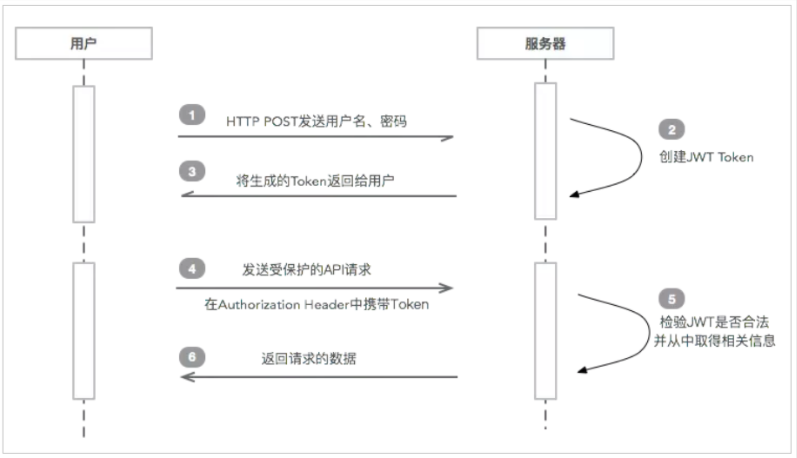 用户
服务器
1
HTTP POST发送用户名、密码
2
创建JWT Token
3
将生成的Token返回给用户
4
发送受保护的API请求
在Authorization Header中携带Token
5
检验JWT是否合法
并从中取得相关信息
6
返回请求的数据